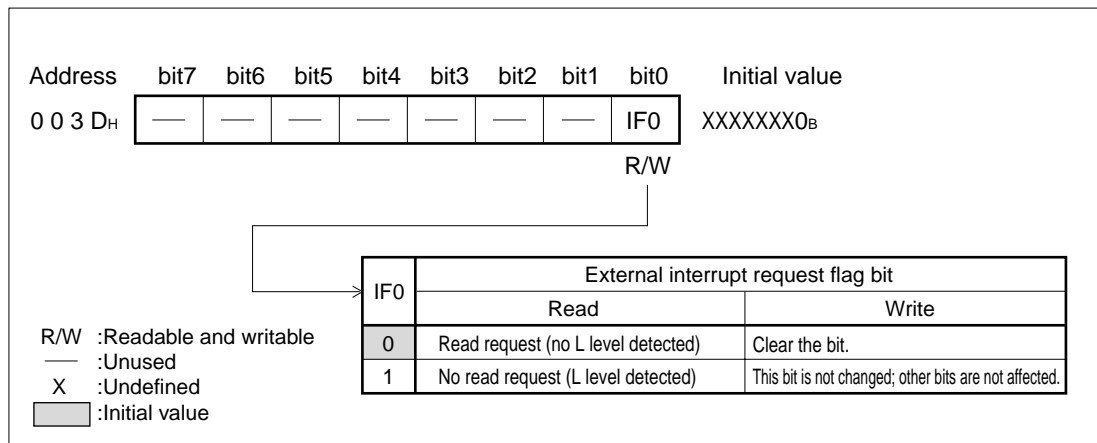 Address bit7 bit6 bit5 bit4 bit3 bit2 bit1 bit0 Initial value
0 0 3 DH — — — — — — — IF0 XXXXXXX0B
R/W
IF0 External interrupt request flag bit
Read Write
0 Read request (no L level detected) Clear the bit.
1 No read request (L level detected) This bit is not changed; other bits are not affected.
R/W :Readable and writable
— :Unused
X :Undefined
:Initial value